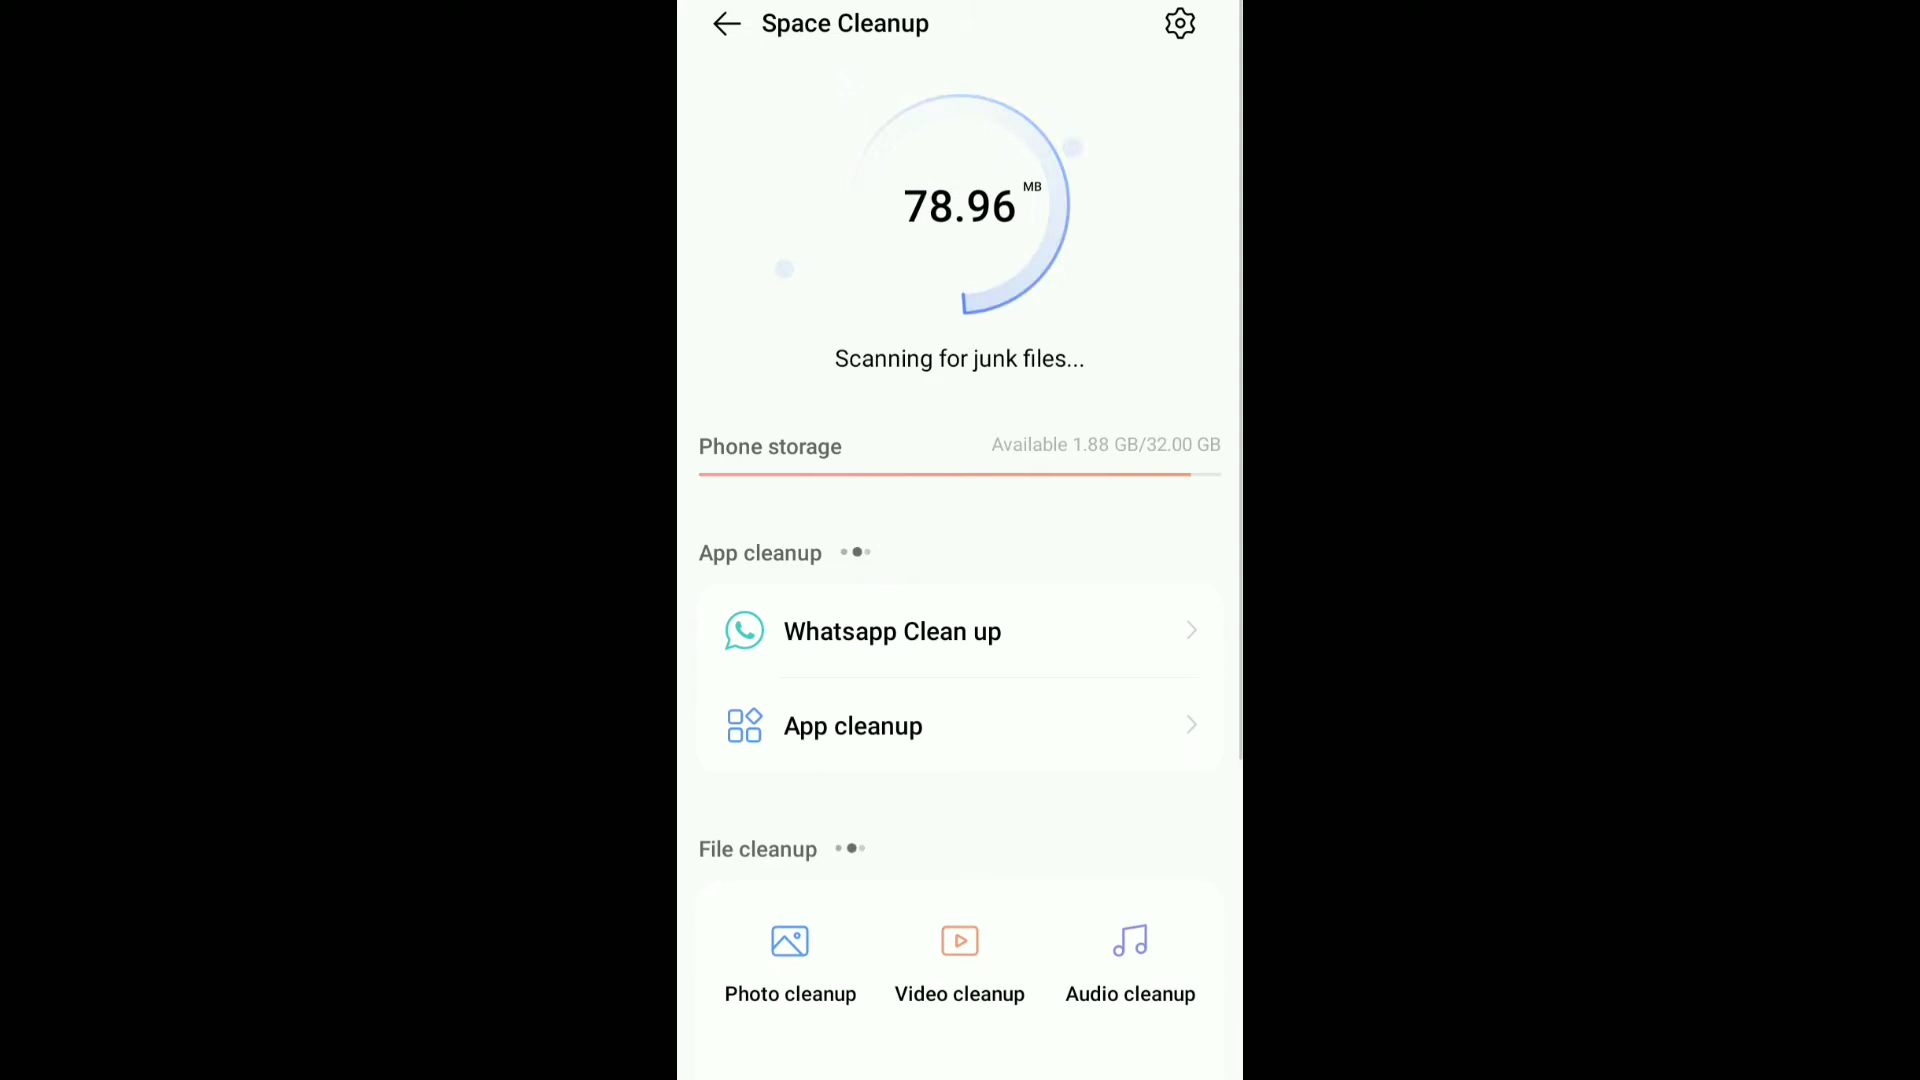 Space Cleanup
78.96 MB
Scanning for junk files...
Phone storage
Available 1.88 GB/32.00 GB
App cleanup
Whatsapp Clean up
App cleanup
File cleanup
Photo cleanup
Video cleanup
Audio cleanup